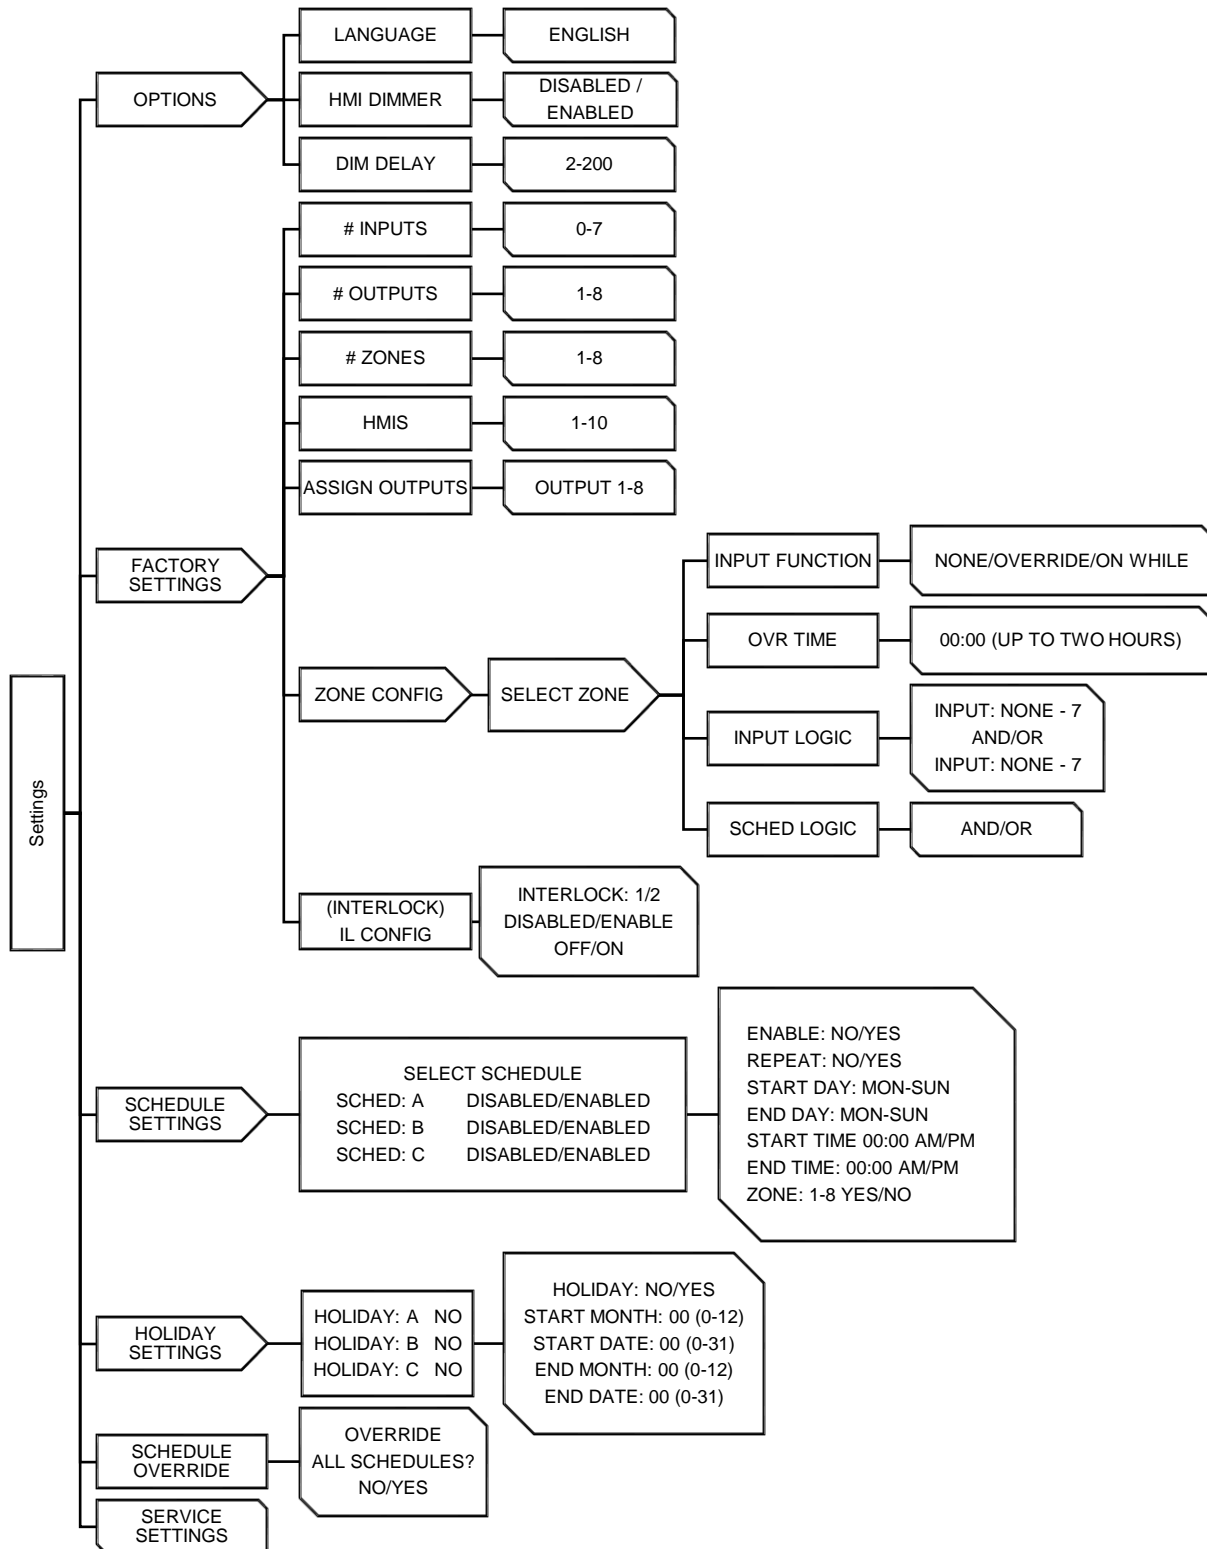 LANGUAGE
ENGLISH
OPTIONS
HMI DIMMER
DISABLED /
ENABLED
DIM DELAY
2-200
# INPUTS
0-7
# OUTPUTS
1-8
# ZONES
1-8
HMIS
1-10
ASSIGN OUTPUTS
OUTPUT 1-8
FACTORY
SETTINGS
INPUT FUNCTION
NONE/OVERRIDE/ON WHILE
OVR TIME
00:00 (UP TO TWO HOURS)
ZONE CONFIG
SELECT ZONE
INPUT LOGIC
INPUT: NONE - 7
AND/OR
INPUT: NONE - 7
SCHED LOGIC
AND/OR
Settings
(INTERLOCK)
IL CONFIG
INTERLOCK: 1/2
DISABLED/ENABLE
OFF/ON
SCHEDULE
SETTINGS
SELECT SCHEDULE
SCHED: A DISABLED/ENABLED
SCHED: B DISABLED/ENABLED
SCHED: C DISABLED/ENABLED
ENABLE: NO/YES
REPEAT: NO/YES
START DAY: MON-SUN
END DAY: MON-SUN
START TIME 00:00 AM/PM
END TIME: 00:00 AM/PM
ZONE: 1-8 YES/NO
HOLIDAY
SETTINGS
HOLIDAY: A NO
HOLIDAY: B NO
HOLIDAY: C NO
HOLIDAY: NO/YES
START MONTH: 00 (0-12)
START DATE: 00 (0-31)
END MONTH: 00 (0-12)
END DATE: 00 (0-31)
SCHEDULE
OVERRIDE
OVERRIDE
ALL SCHEDULES?
NO/YES
SERVICE
SETTINGS